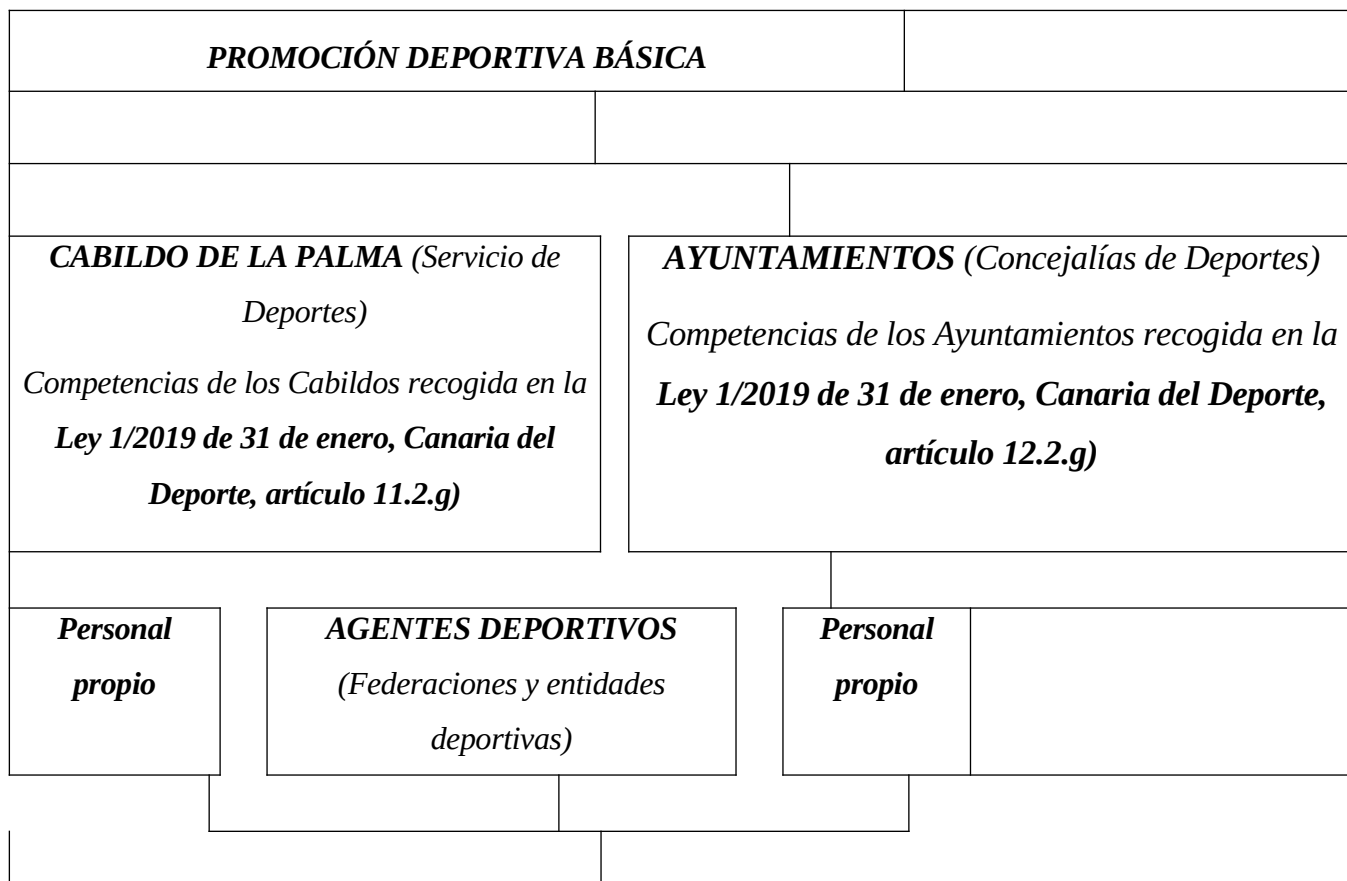 PROMOCIÓN DEPORTIVA BÁSICA
CABILDO DE LA PALMA (Servicio de
Deportes)
Competencias de los Cabildos recogida en la
Ley 1/2019 de 31 de enero, Canaria del
Deporte, artículo 11.2.g)
AYUNTAMIENTOS (Concejalías de Deportes)
Competencias de los Ayuntamientos recogida en la
Ley 1/2019 de 31 de enero, Canaria del Deporte,
artículo 12.2.g)
Personal
propio
AGENTES DEPORTIVOS
(Federaciones y entidades
deportivas)
Personal
propio